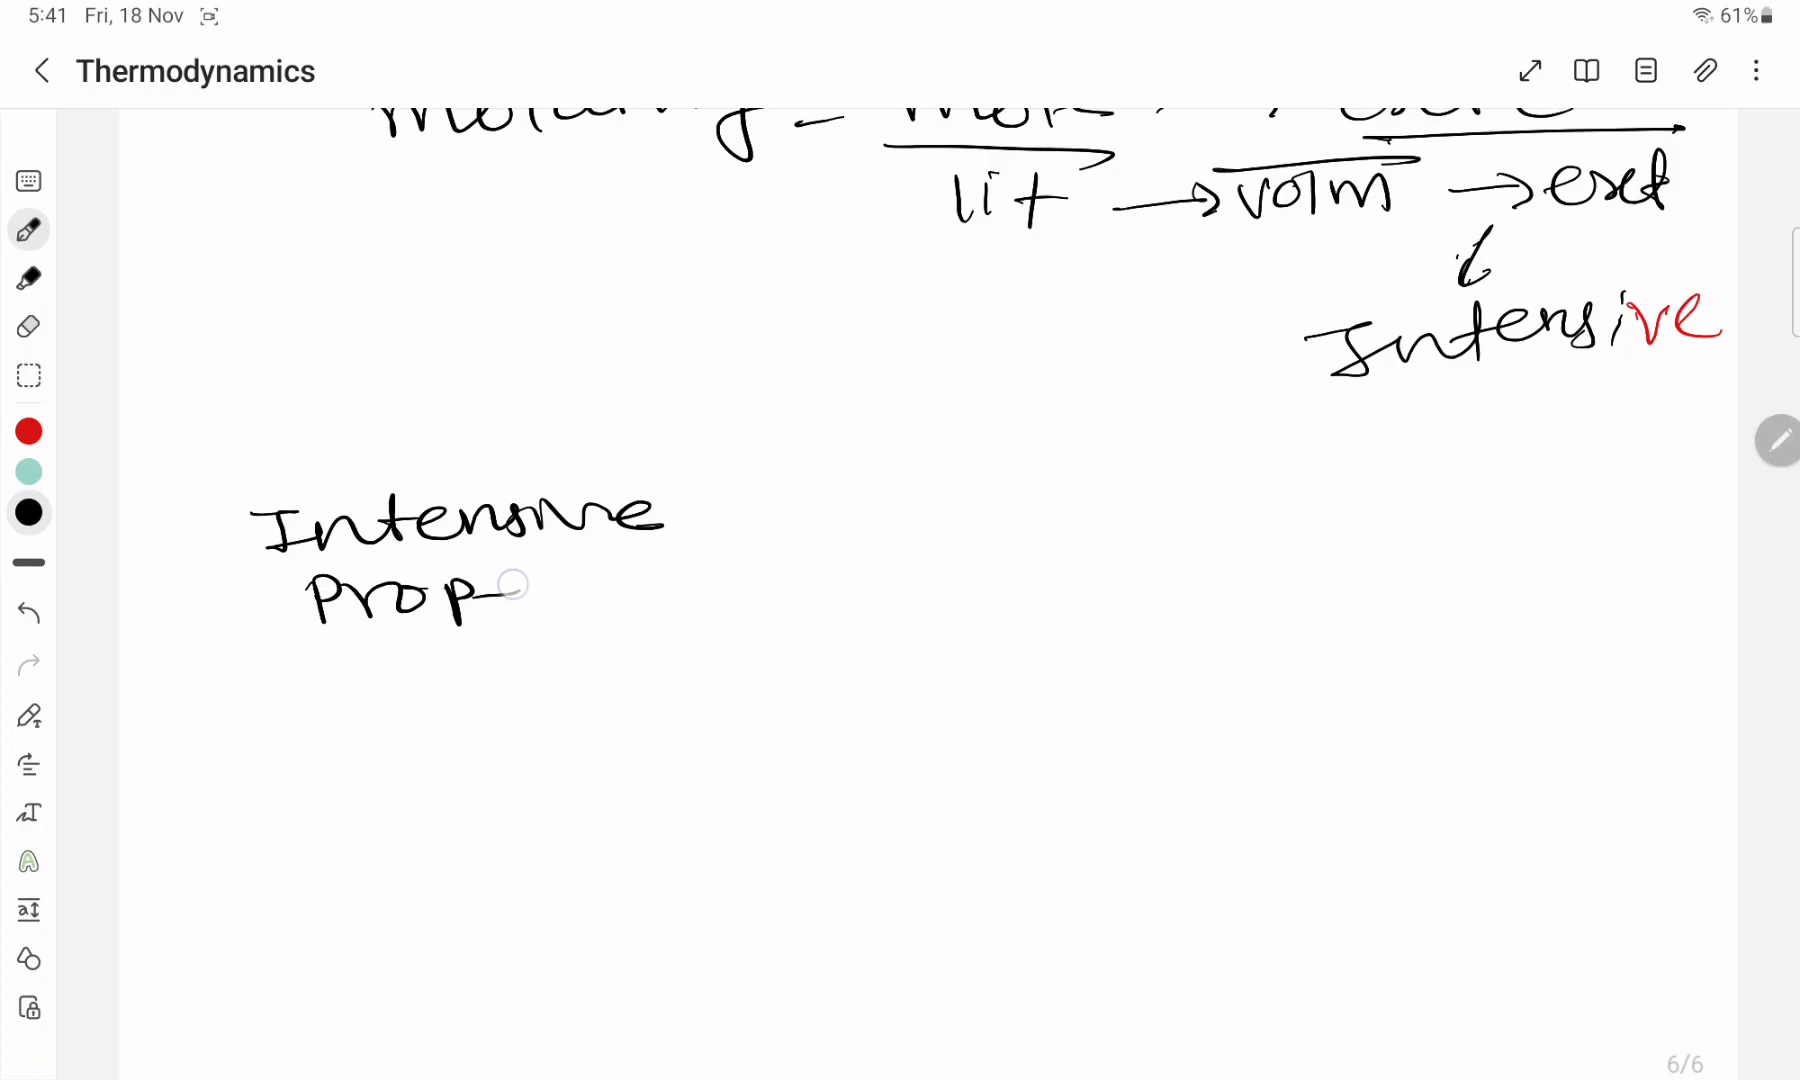 5:41 Fri, 18 Nov 61%
Thermodynamics
lit → volm → ext
Intensive
Intensive
Prop
6/6